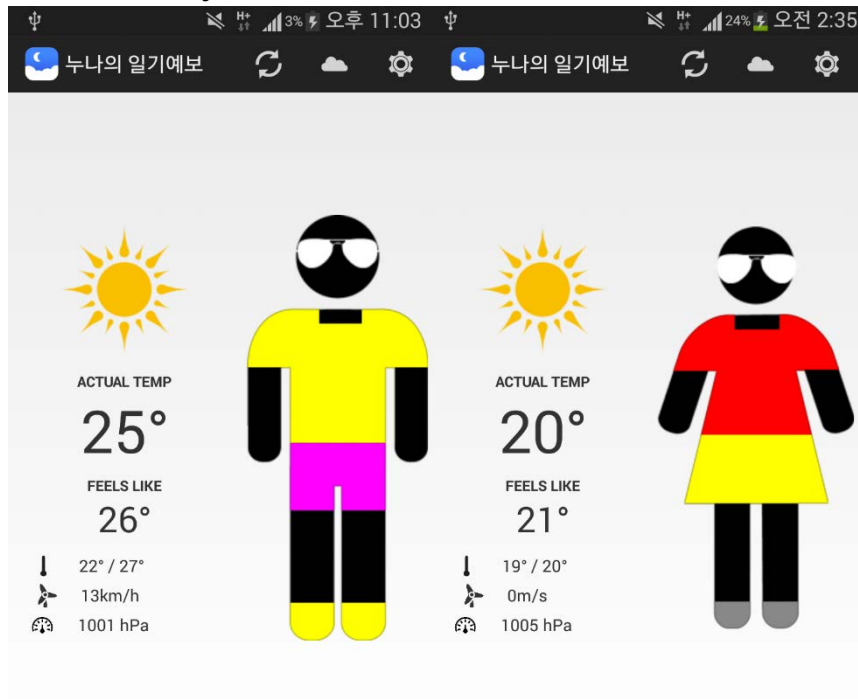 H+ 3% 오후 11:03
누나의 일기예보
ACTUAL TEMP
25°
FEELS LIKE
26°
22° / 27°
13km/h
1001 hPa
H+ 24% 오전 2:35
누나의 일기예보
ACTUAL TEMP
20°
FEELS LIKE
21°
19° / 20°
0m/s
1005 hPa